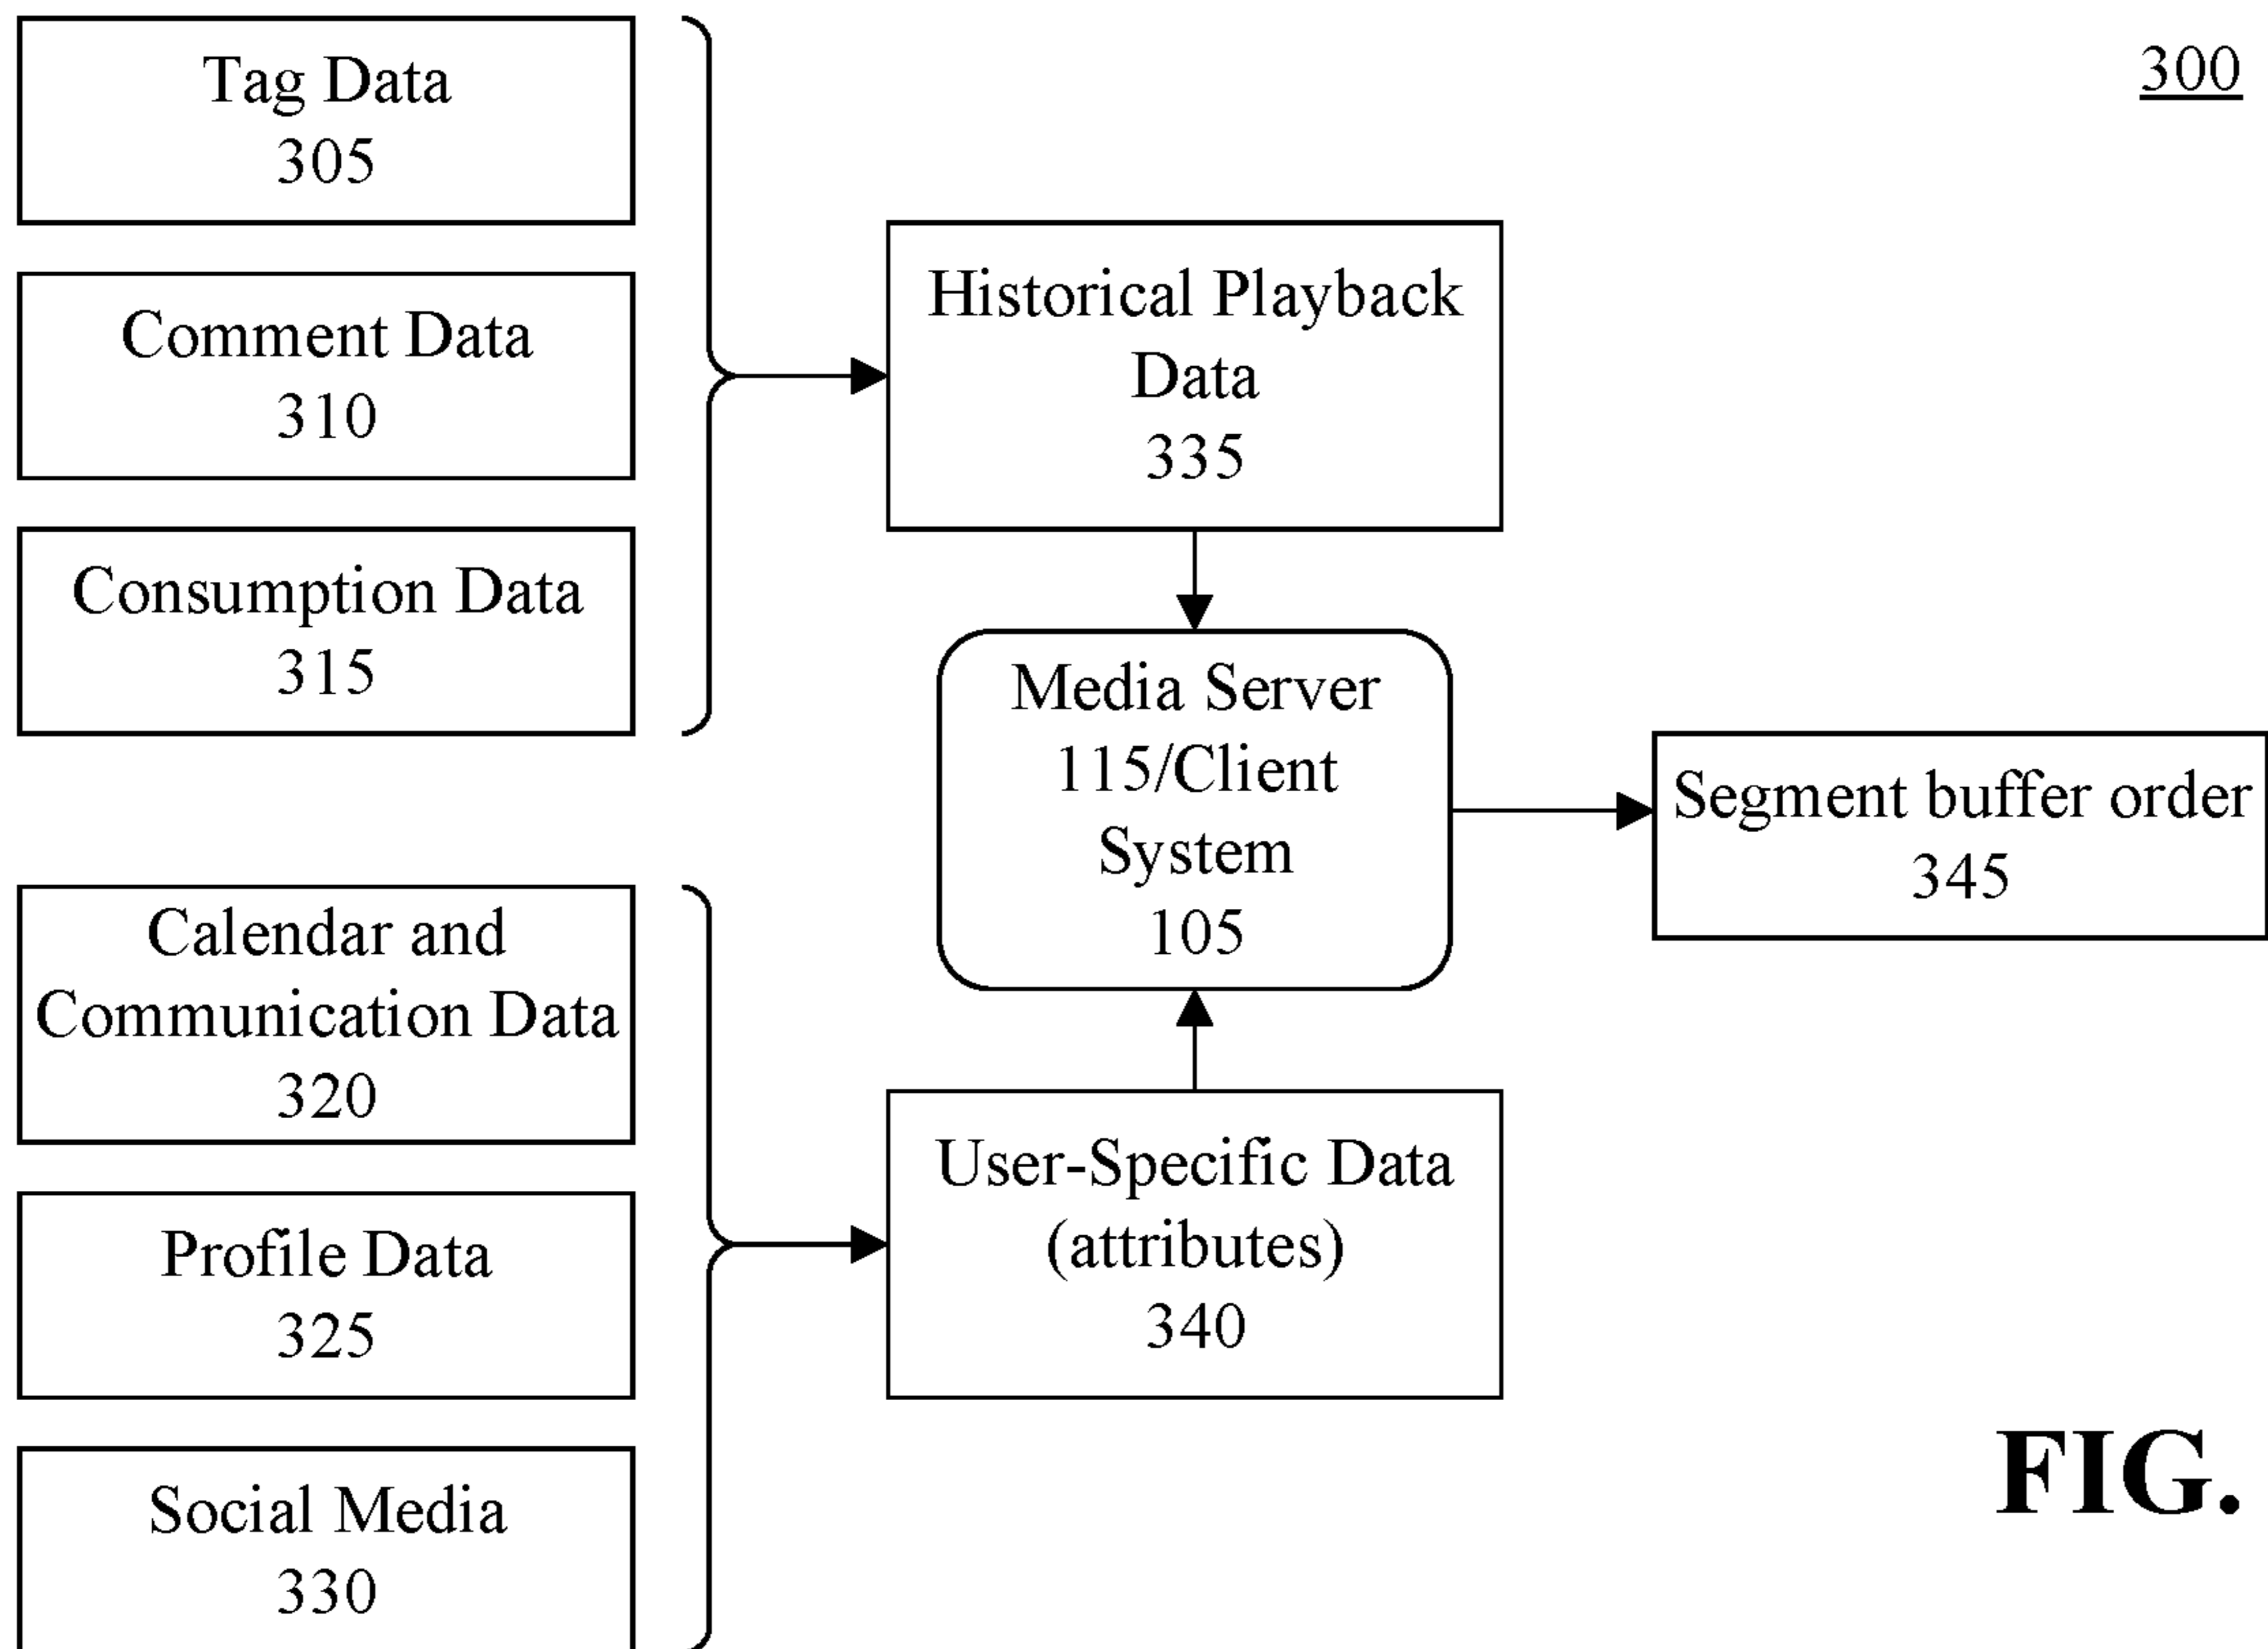 300
Tag Data
305
Comment Data
310
Consumption Data
315
Historical Playback
Data
335
Media Server
115/Client
System
105
Segment buffer order
345
Calendar and
Communication Data
320
Profile Data
325
Social Media
330
User-Specific Data
(attributes)
340
FIG.